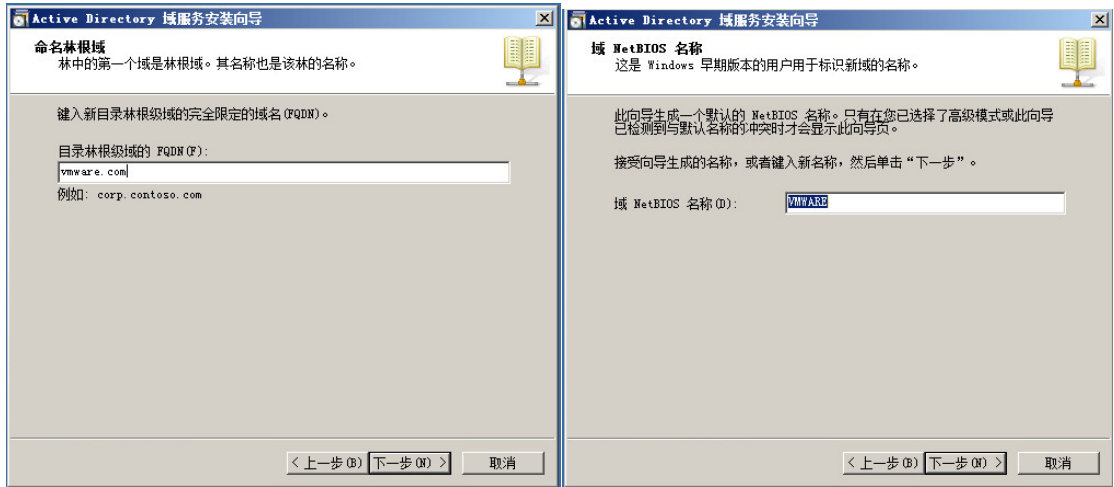 Active Directory 域服务安装向导
命名林根域
林中的第一个域是林根域。其名称也是该林的名称。
键入新目录林根级域的完全限定的域名(FQDN)。
目录林根级域的 FQDN(F):
vmware.com
例如: corp.contoso.com
< 上一步(B)
下一步(N) >
取消
Active Directory 域服务安装向导
域 NetBIOS 名称
这是 Windows 早期版本的用户用于标识新域的名称。
此向导生成一个默认的 NetBIOS 名称。只有在您已选择了高级模式或此向导
已检测到与默认名称的冲突时才会显示此向导页。
接受向导生成的名称，或者键入新名称，然后单击“下一步”。
域 NetBIOS 名称(D):
VMWARE
< 上一步(B)
下一步(N) >
取消